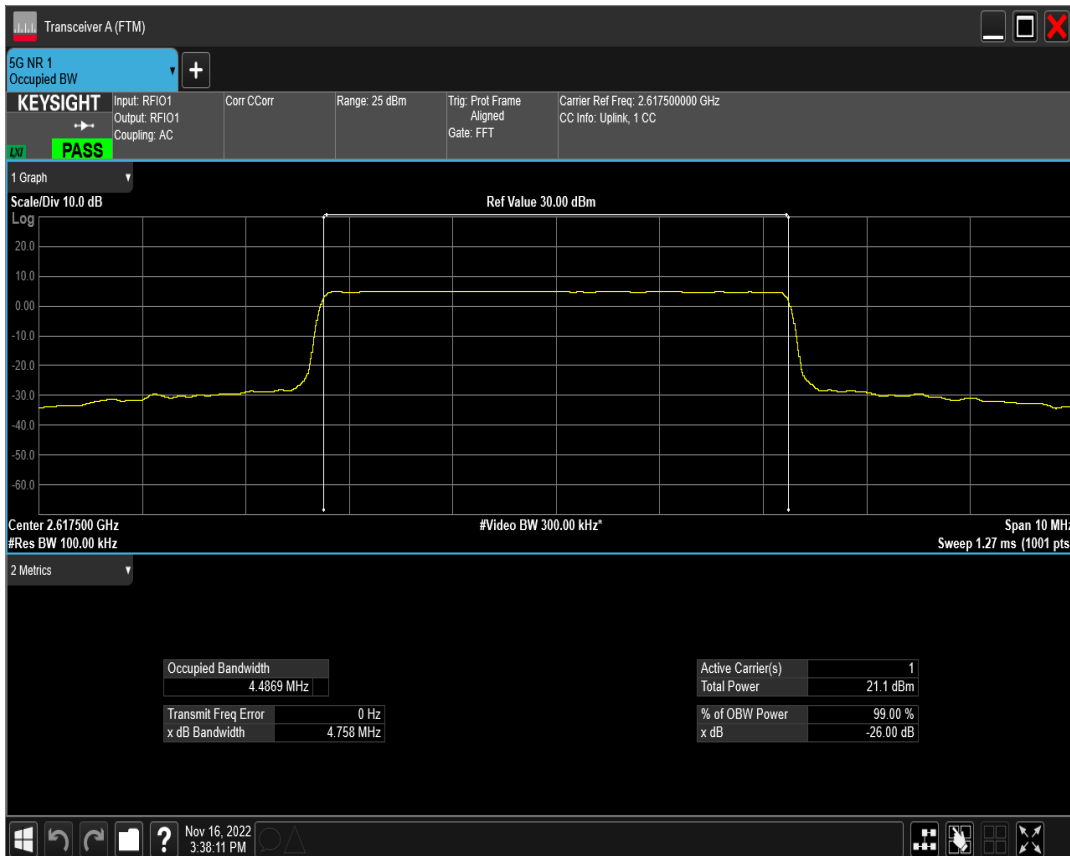 Transceiver A (FTM)
5G NR 1
Occupied BW
+
KEYSIGHT
LXI
PASS
Input: RFIO1
Output: RFIO1
Coupling: AC
Corr CCorr
Range: 25 dBm
Trig: Prot Frame
Aligned
Gate: FFT
Carrier Ref Freq: 2.617500000 GHz
CC Info: Uplink, 1 CC
1 Graph
Scale/Div 10.0 dB
Ref Value 30.00 dBm
Log
20.0
10.0
0.00
-10.0
-20.0
-30.0
-40.0
-50.0
-60.0
Center 2.617500 GHz
#Video BW 300.00 kHz*
Span 10 MHz
#Res BW 100.00 kHz
Sweep 1.27 ms (1001 pts
2 Metrics
Occupied Bandwidth
4.4869 MHz
Transmit Freq Error 0 Hz
x dB Bandwidth 4.758 MHz
Active Carrier(s) 1
Total Power 21.1 dBm
% of OBW Power 99.00 %
x dB -26.00 dB
?
Nov 16, 2022
3:38:11 PM